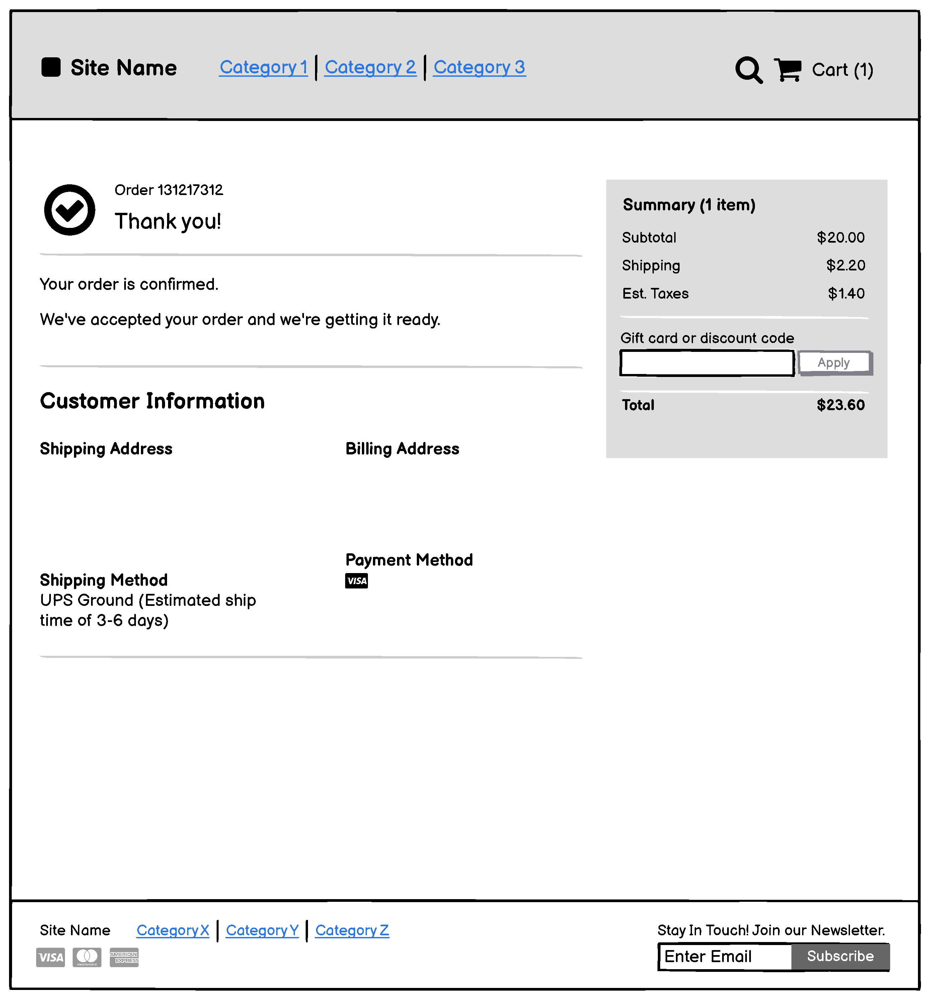 Site Name
Category 1 Category 2 Category 3
Cart (1)
Order 131217312
Thank you!
Your order is confirmed.
We've accepted your order and we're getting it ready.
Summary (1 item)
Subtotal $20.00
Shipping $2.20
Est. Taxes $1.40
Gift card or discount code
Apply
Total $23.60
Customer Information
Shipping Address
Billing Address
Shipping Method
UPS Ground (Estimated ship
time of 3-6 days)
Payment Method
VISA
Site Name
Category X Category Y Category Z
VISA
mastercard
AMERICAN
EXPRESS
Stay In Touch! Join our Newsletter.
Enter Email
Subscribe